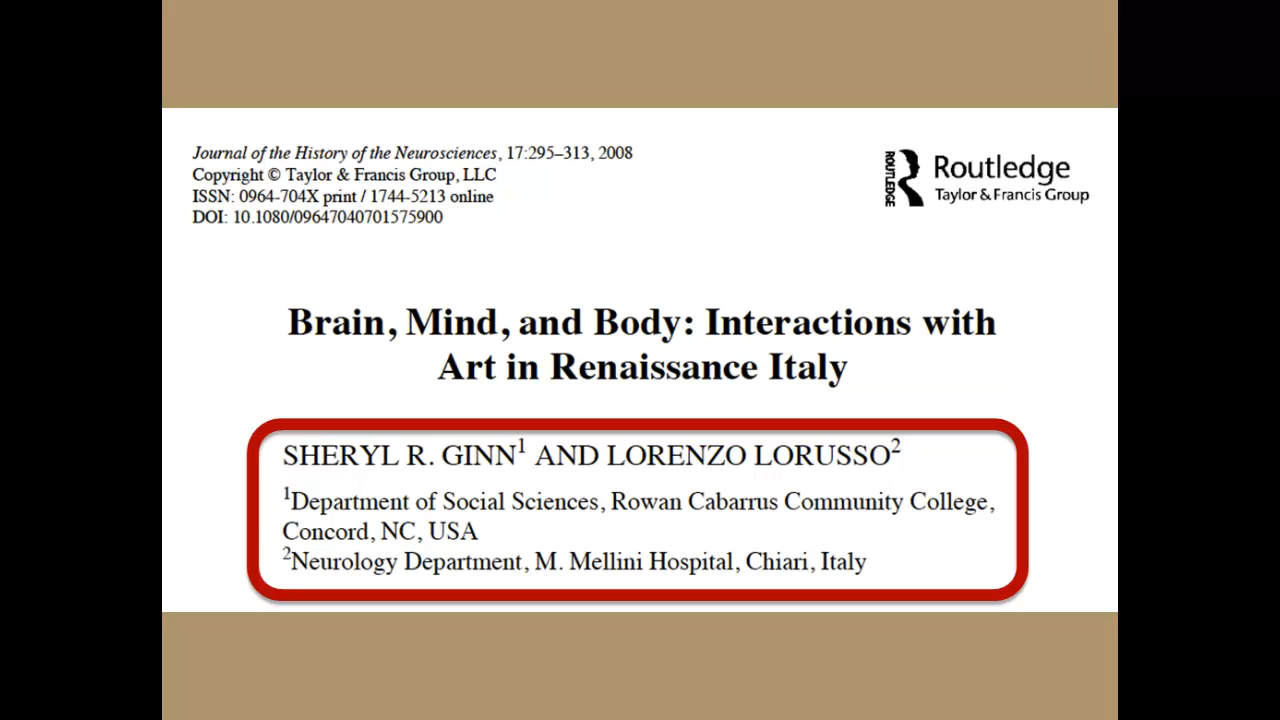 Journal of the History of the Neurosciences, 17:295–313, 2008
Copyright © Taylor & Francis Group, LLC
ISSN: 0964-704X print / 1744-5213 online
DOI: 10.1080/09647040701575900
ROUTLEDGE
Routledge
Taylor & Francis Group
Brain, Mind, and Body: Interactions with
Art in Renaissance Italy
SHERYL R. GINN¹ AND LORENZO LORUSSO²
¹Department of Social Sciences, Rowan Cabarrus Community College,
Concord, NC, USA
²Neurology Department, M. Mellini Hospital, Chiari, Italy